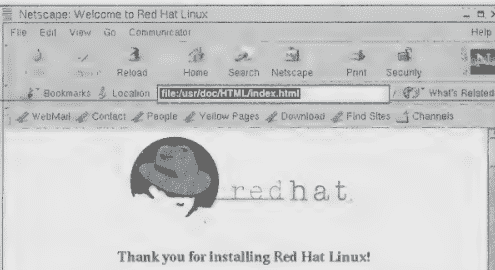 Netscape: Welcome to Red Hat Linux
File Edit View Go Communicator Help
Reload Home Search Netscape Print Security
Bookmarks Location file:/usr/doc/HTML/index.html What's Related
WebMail Contact People Yellow Pages Download Find Sites Channels
redhat
Thank you for installing Red Hat Linux!